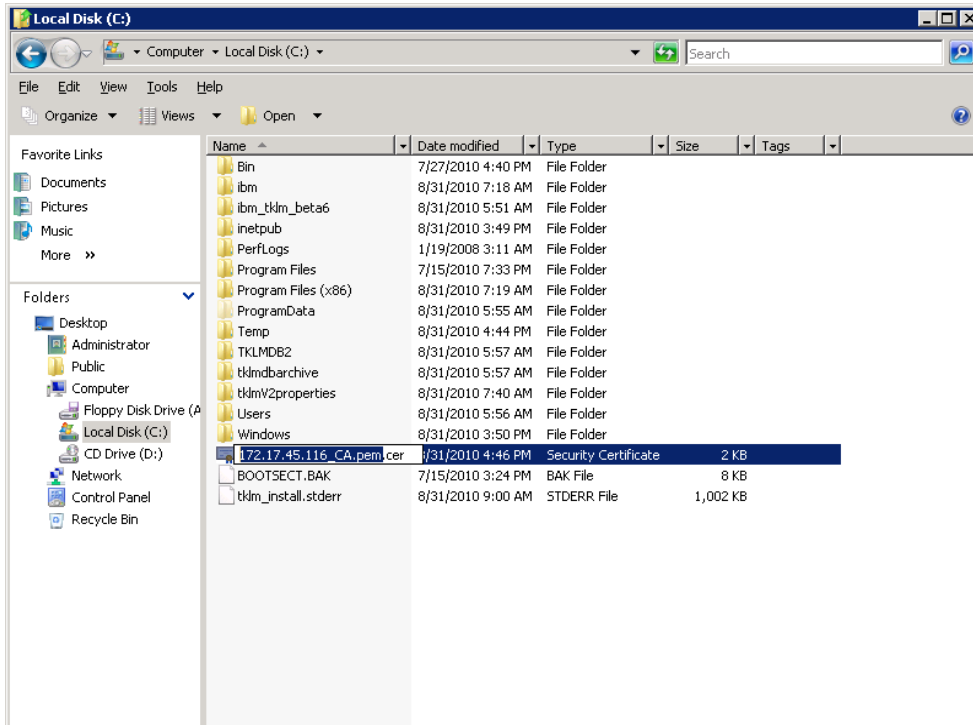 Local Disk (C:)
Computer Local Disk (C:) Search
File Edit View Tools Help
Organize Views Open
Favorite Links
Documents
Pictures
Music
More »
Folders
Desktop
Administrator
Public
Computer
Floppy Disk Drive (A
Local Disk (C:)
CD Drive (D:)
Network
Control Panel
Recycle Bin
Name Date modified Type Size Tags
Bin 7/27/2010 4:40 PM File Folder
ibm 8/31/2010 7:18 AM File Folder
ibm_tklm_beta6 8/31/2010 5:51 AM File Folder
inetpub 8/31/2010 3:49 PM File Folder
PerfLogs 1/19/2008 3:11 AM File Folder
Program Files 7/15/2010 7:33 PM File Folder
Program Files (x86) 8/31/2010 7:19 AM File Folder
ProgramData 8/31/2010 5:55 AM File Folder
Temp 8/31/2010 4:44 PM File Folder
TKLMDB2 8/31/2010 5:57 AM File Folder
tklmdbarchive 8/31/2010 5:57 AM File Folder
tklmV2properties 8/31/2010 7:40 AM File Folder
Users 8/31/2010 5:56 AM File Folder
Windows 8/31/2010 3:50 PM File Folder
172.17.45.116_CA.pem.cer /31/2010 4:46 PM Security Certificate 2 KB
BOOTSECT.BAK 7/15/2010 3:24 PM BAK File 8 KB
tklm_install.stderr 8/31/2010 9:00 AM STDERR File 1,002 KB